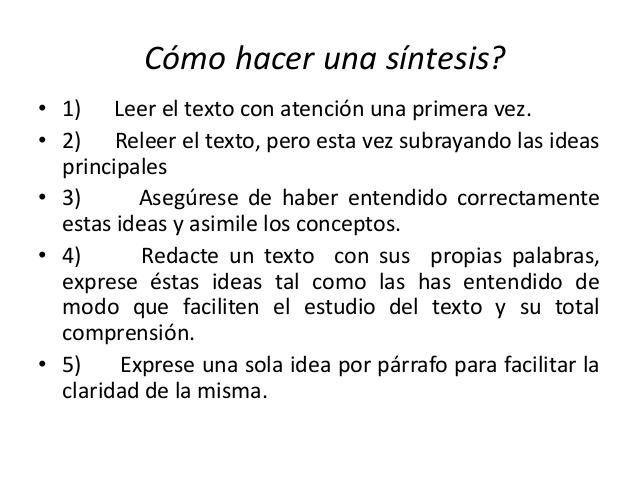 Cómo hacer una síntesis?
• 1) Leer el texto con atención una primera vez.
• 2) Releer el texto, pero esta vez subrayando las ideas
principales
• 3) Asegúrese de haber entendido correctamente
estas ideas y asimile los conceptos.
• 4) Redacte un texto con sus propias palabras,
exprese éstas ideas tal como las has entendido de
modo que faciliten el estudio del texto y su total
comprensión.
• 5) Exprese una sola idea por párrafo para facilitar la
claridad de la misma.